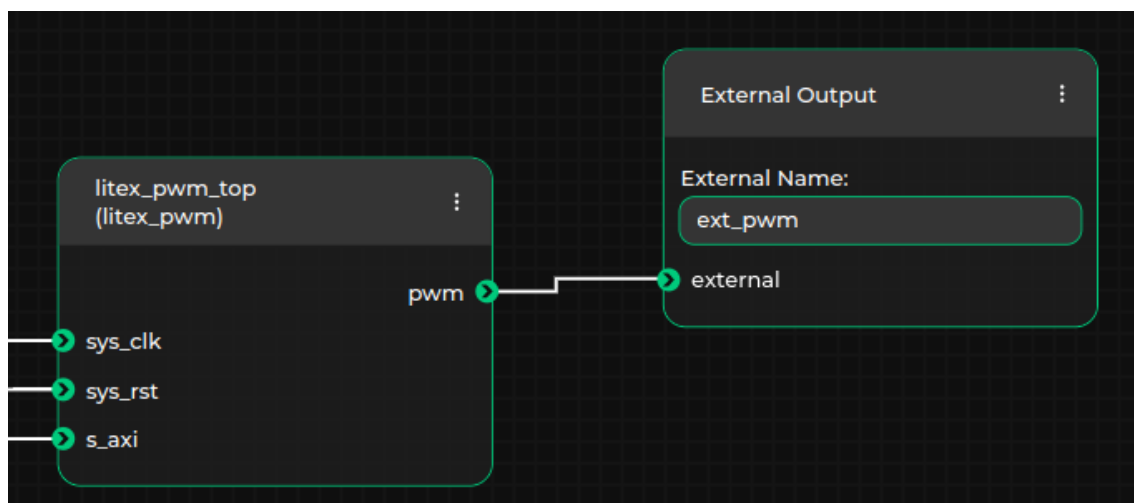 litex_pwm_top
(litex_pwm)
pwm
sys_clk
sys_rst
s_axi
External Output
External Name:
ext_pwm
external